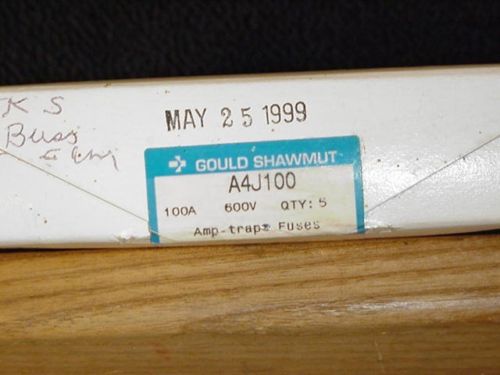 K S
Buss
MAY 25 1999
GOULD SHAWMUT
A4J100
100A 600V QTY: 5
Amp-trap® Fuses